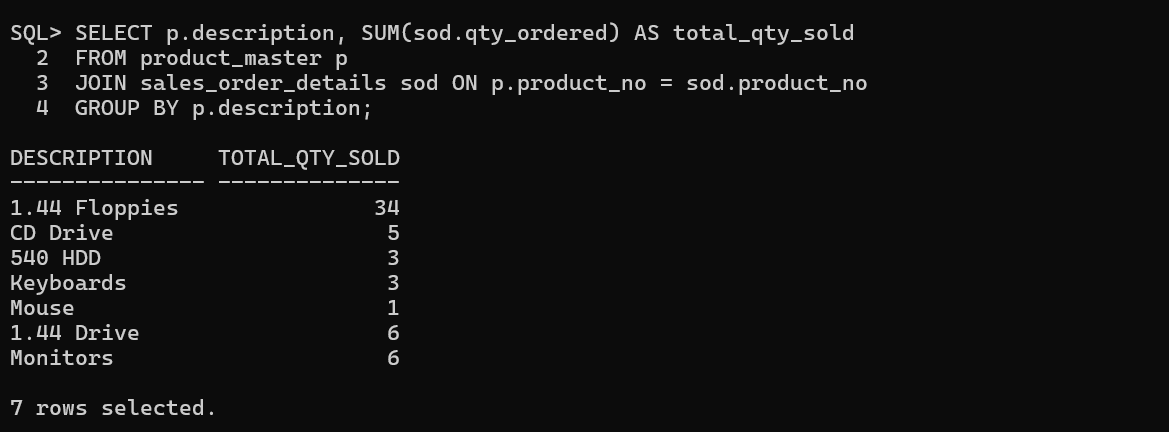 SQL> SELECT p.description, SUM(sod.qty_ordered) AS total_qty_sold
  2  FROM product_master p
  3  JOIN sales_order_details sod ON p.product_no = sod.product_no
  4  GROUP BY p.description;

DESCRIPTION     TOTAL_QTY_SOLD
--------------- --------------
1.44 Floppies               34
CD Drive                     5
540 HDD                      3
Keyboards                    3
Mouse                        1
1.44 Drive                   6
Monitors                     6

7 rows selected.